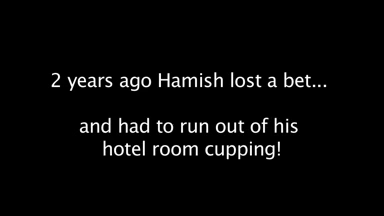 2 years ago Hamish lost a bet...
and had to run out of his
hotel room cupping!